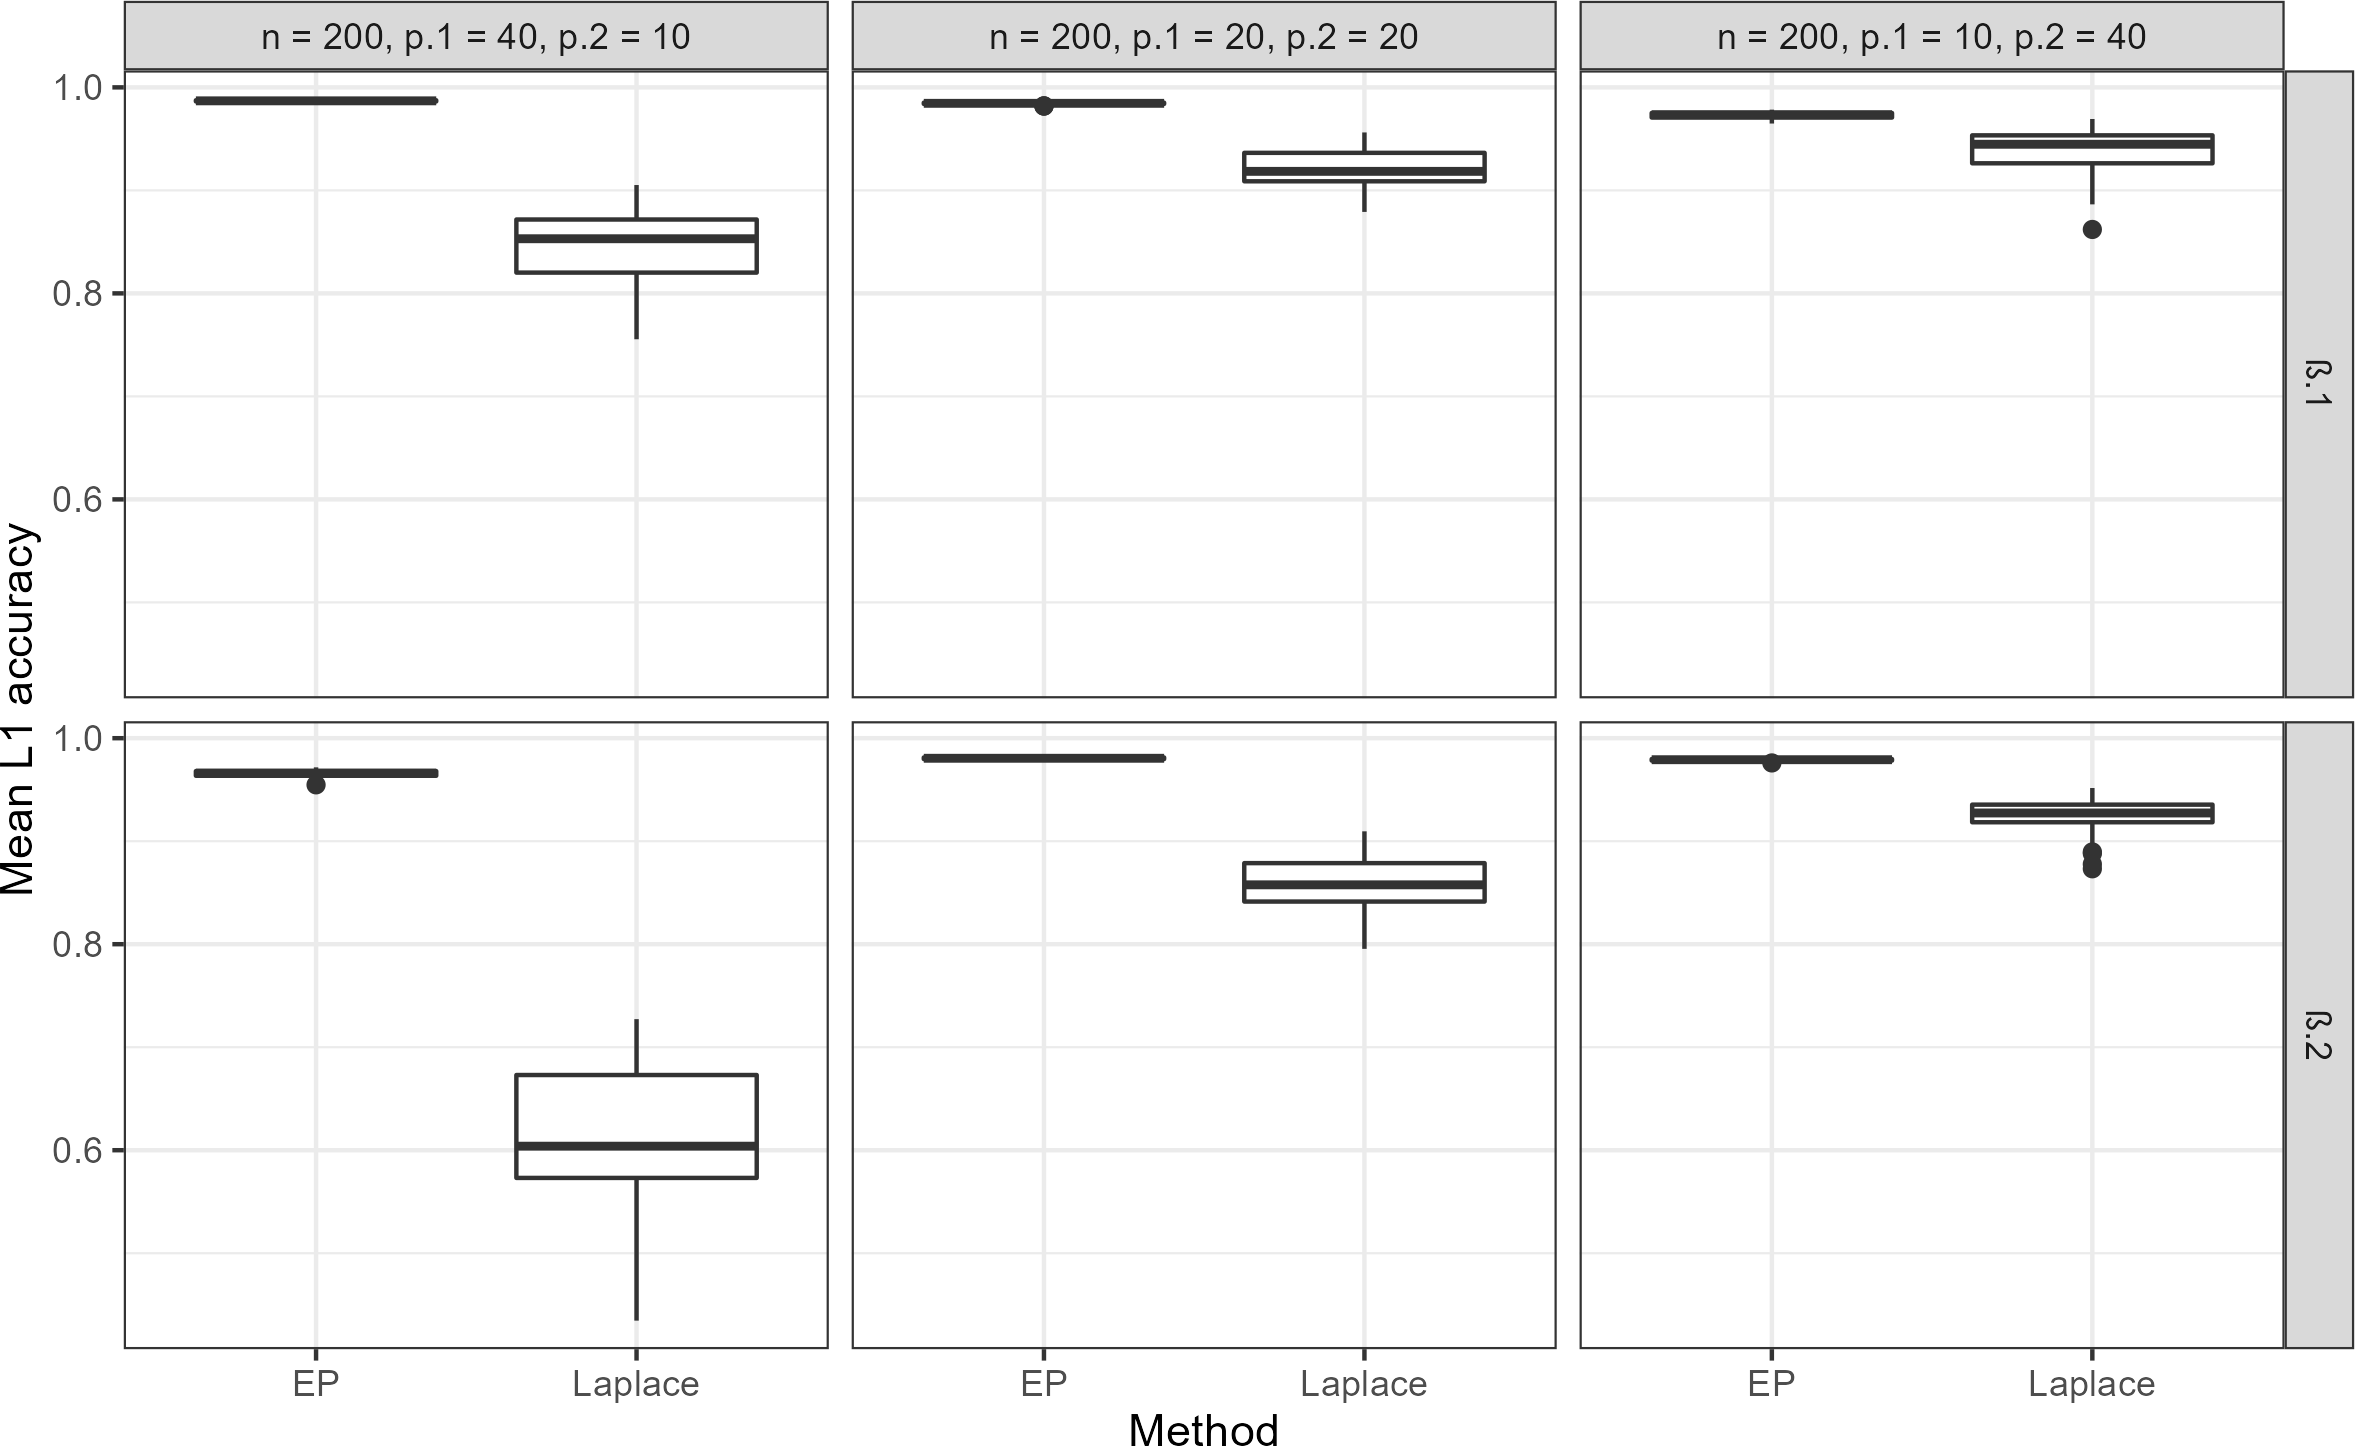 n = 200, p.1 = 40, p.2 = 10
n = 200, p.1 = 20, p.2 = 20
n = 200, p.1 = 10, p.2 = 40
1.0
0.8
0.6
ß.1
Mean L1 accuracy
1.0
0.8
0.6
ß.2
EP
Laplace
EP
Laplace
EP
Laplace
Method